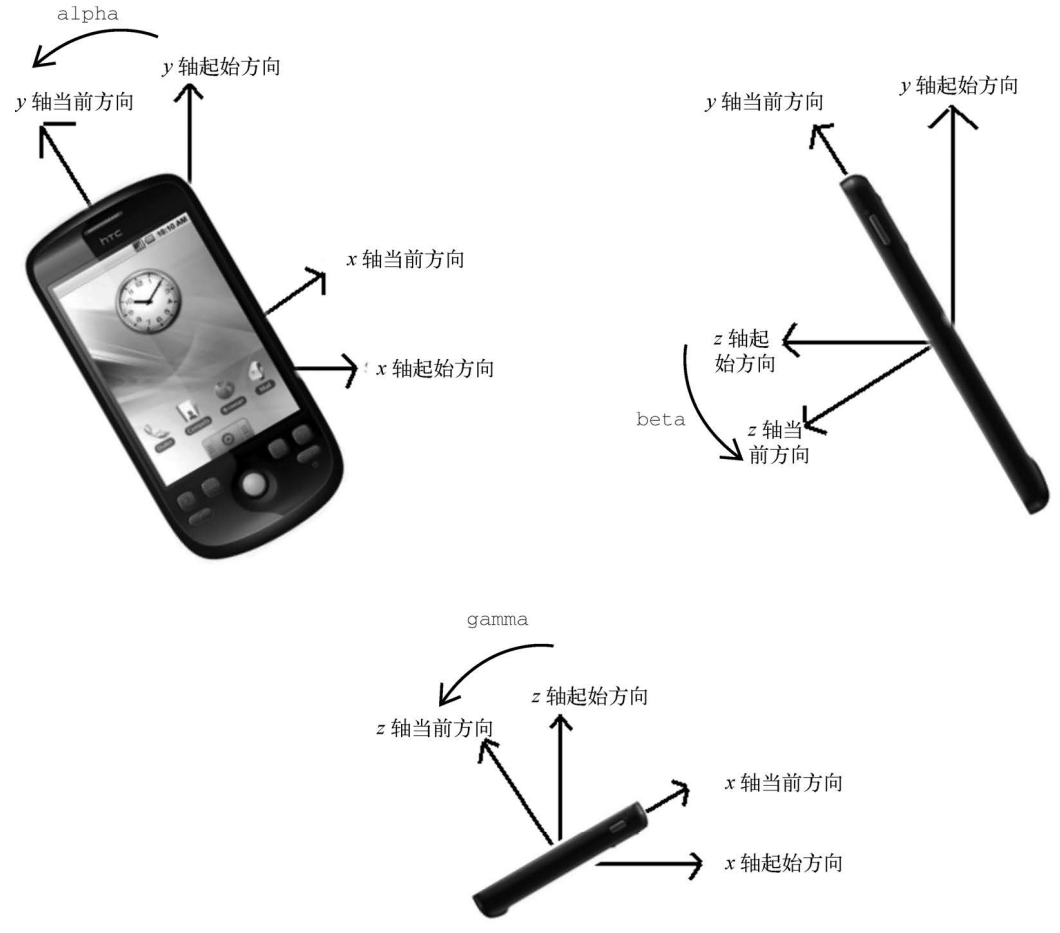 alpha
y 轴起始方向
y 轴当前方向
x 轴当前方向
x 轴起始方向
hTC
10:10 AM
y 轴当前方向
y 轴起始方向
z 轴起
始方向
beta
z 轴当
前方向
gamma
z 轴起始方向
z 轴当前方向
x 轴当前方向
x 轴起始方向